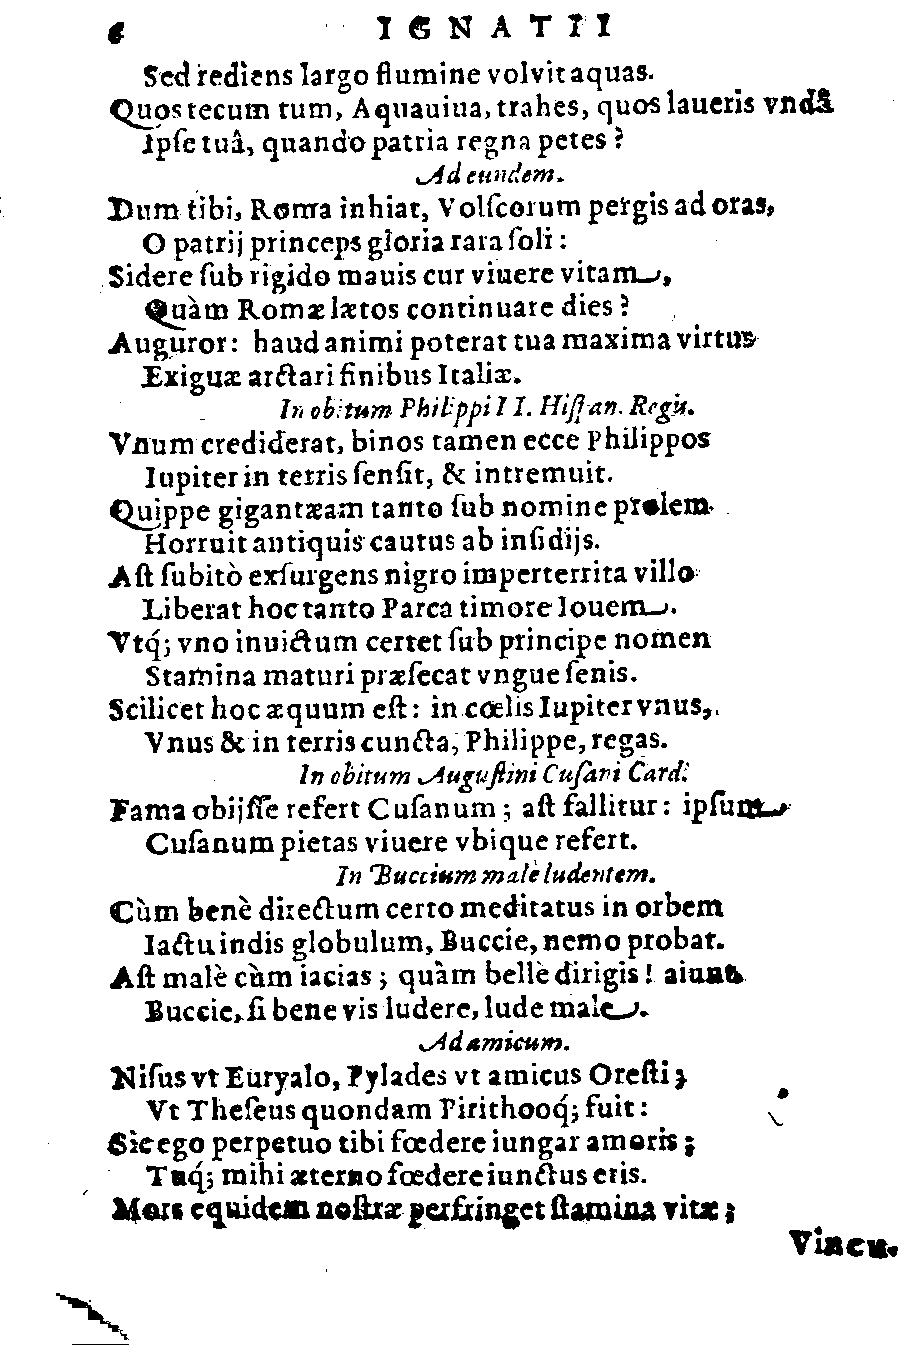 6 IGNATII
Sed rediens largo flumine volvit aquas.
Quos tecum tum, Aquauiua, trahes, quos laueris vndâ
Ipſe tuâ, quando patria regna petes?
Ad eundem.
Dum tibi, Roma inhiat, Volſcorum pergis ad oras,
O patrij princeps gloria rara ſoli:
Sidere ſub rigido mauis cur viuere vitam,
Quàm Romæ lætos continuare dies?
Auguror: haud animi poterat tua maxima virtus
Exiguæ arctari finibus Italiæ.
In obitum Philippi II. Hiſpan. Regis.
Vnum crediderat, binos tamen ecce Philippos
Iupiter in terris ſenſit, & intremuit.
Quippe gigantæam tanto ſub nomine prolem
Horruit antiquis cautus ab inſidijs.
Aſt ſubitò exſurgens nigro imperterrita villo
Liberat hoc tanto Parca timore Iouem.
Vtq́; vno inuictum certet ſub principe nomen
Stamina maturi præſecat vngue ſenis.
Scilicet hoc æquum eſt: in cœlis Iupiter vnus,
Vnus & in terris cuncta, Philippe, regas.
In obitum Auguſtini Cuſani Card.
Fama obijſſe refert Cuſanum; aſt fallitur: ipſum
Cuſanum pietas viuere vbique refert.
In Buccium malè ludentem.
Cùm benè directum certo meditatus in orbem
Iactu indis globulum, Buccie, nemo probat.
Aſt malè cùm iacias; quàm bellè dirigis! aiunt
Buccie, ſi bene vis ludere, lude male.
Ad amicum.
Niſus vt Euryalo, Pylades vt amicus Oreſti;
Vt Theſeus quondam Pirithooq́; fuit:
Sic ego perpetuo tibi fœdere iungar amoris;
Tuq́; mihi æterno fœdere iunctus eris.
Mors equidem noſtræ perfringet ſtamina vitæ;
Vincu.